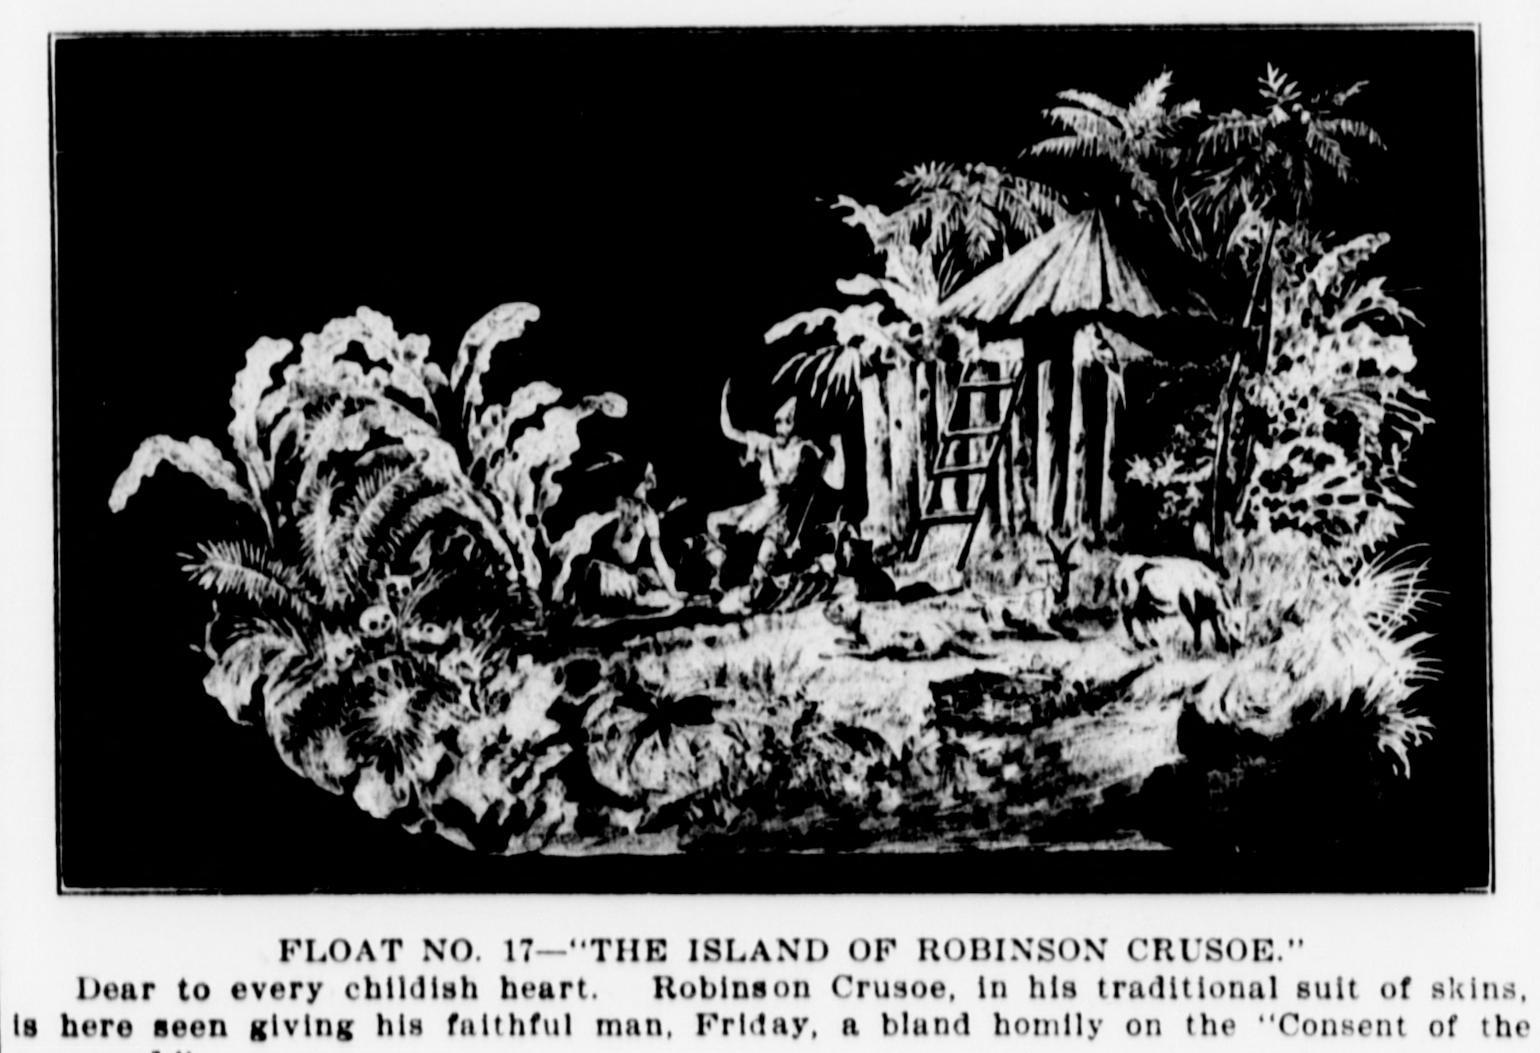 FLOAT NO. 17—"THE ISLAND OF ROBINSON CRUSOE."
Dear to every childish heart. Robinson Crusoe, in his traditional suit of skins,
is here seen giving his faithful man, Friday, a bland homily on the "Consent of the